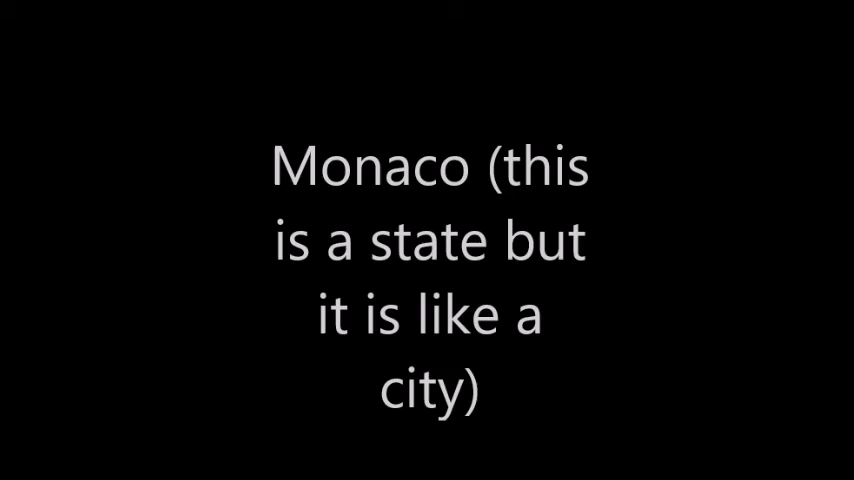 Monaco (this
is a state but
it is like a
city)